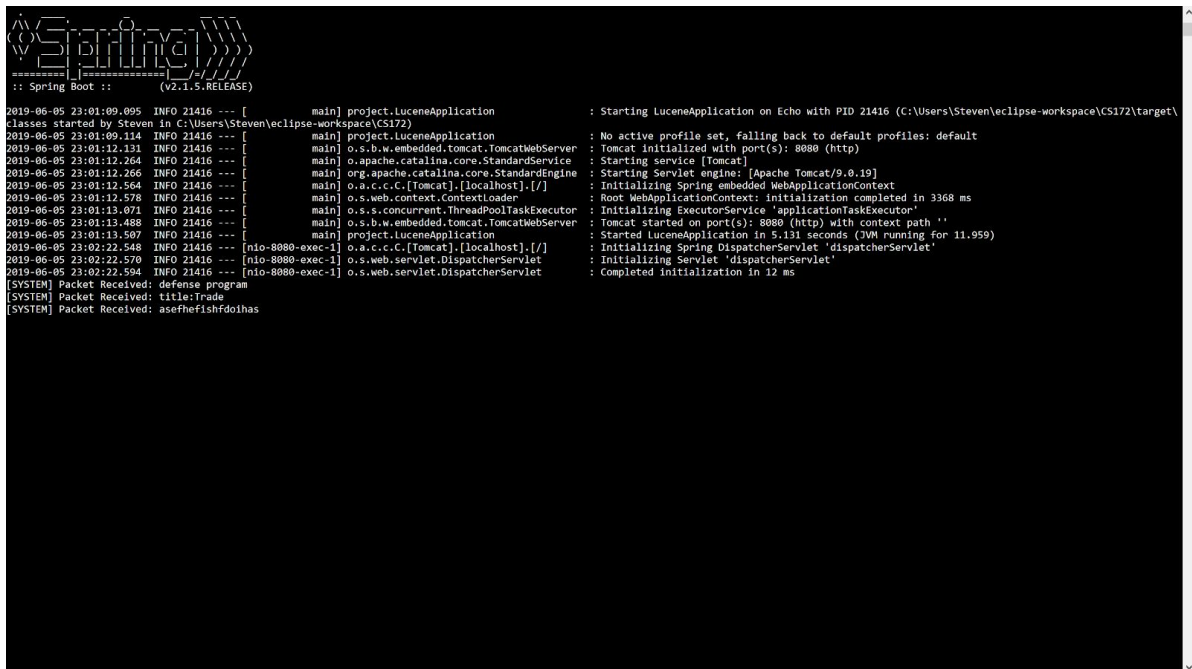 :: Spring Boot ::        (v2.1.5.RELEASE)
2019-06-05 23:01:09.095  INFO 21416 --- [           main] project.LuceneApplication                : Starting LuceneApplication on Echo with PID 21416 (C:\Users\Steven\eclipse-workspace\CS172\target\
classes started by Steven in C:\Users\Steven\eclipse-workspace\CS172)
2019-06-05 23:01:09.114  INFO 21416 --- [           main] project.LuceneApplication                : No active profile set, falling back to default profiles: default
2019-06-05 23:01:12.131  INFO 21416 --- [           main] o.s.b.w.embedded.tomcat.TomcatWebServer  : Tomcat initialized with port(s): 8080 (http)
2019-06-05 23:01:12.264  INFO 21416 --- [           main] o.apache.catalina.core.StandardService   : Starting service [Tomcat]
2019-06-05 23:01:12.266  INFO 21416 --- [           main] org.apache.catalina.core.StandardEngine  : Starting Servlet engine: [Apache Tomcat/9.0.19]
2019-06-05 23:01:12.564  INFO 21416 --- [           main] o.a.c.c.C.[Tomcat].[localhost].[/]       : Initializing Spring embedded WebApplicationContext
2019-06-05 23:01:12.578  INFO 21416 --- [           main] o.s.web.context.ContextLoader            : Root WebApplicationContext: initialization completed in 3368 ms
2019-06-05 23:01:13.071  INFO 21416 --- [           main] o.s.s.concurrent.ThreadPoolTaskExecutor  : Initializing ExecutorService 'applicationTaskExecutor'
2019-06-05 23:01:13.488  INFO 21416 --- [           main] o.s.b.w.embedded.tomcat.TomcatWebServer  : Tomcat started on port(s): 8080 (http) with context path ''
2019-06-05 23:01:13.507  INFO 21416 --- [           main] project.LuceneApplication                : Started LuceneApplication in 5.131 seconds (JVM running for 11.959)
2019-06-05 23:02:22.548  INFO 21416 --- [nio-8080-exec-1] o.a.c.c.C.[Tomcat].[localhost].[/]       : Initializing Spring DispatcherServlet 'dispatcherServlet'
2019-06-05 23:02:22.570  INFO 21416 --- [nio-8080-exec-1] o.s.web.servlet.DispatcherServlet        : Initializing Servlet 'dispatcherServlet'
2019-06-05 23:02:22.594  INFO 21416 --- [nio-8080-exec-1] o.s.web.servlet.DispatcherServlet        : Completed initialization in 12 ms
[SYSTEM] Packet Received: defense program
[SYSTEM] Packet Received: title:Trade
[SYSTEM] Packet Received: asefhefishfdoihas